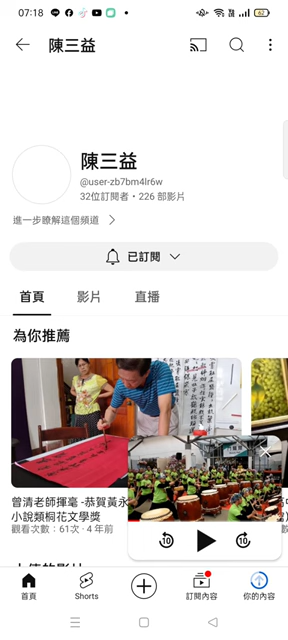 07:18
62
陳三益
陳三益
@user-zb7bm4lr6w
32位訂閱者・226 部影片
進一步瞭解這個頻道
已訂閱
首頁 影片 直播
為你推薦
曾清老師揮毫 -恭賀黃永
小說類桐花文學獎
觀看次數：61次 · 4 年前
10 10
首頁 Shorts 訂閱內容 你的內容